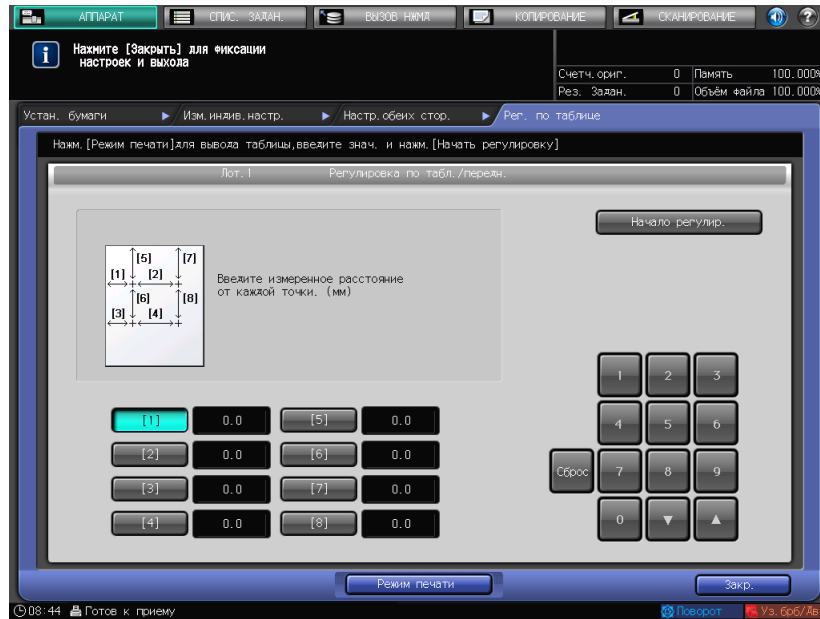 АППАРАТ
СПИС. ЗАДАН.
ВЫЗОВ НЖМД
КОПИРОВАНИЕ
СКАНИРОВАНИЕ
Нажмите [Закрыть] для фиксации
настроек и выхода
Счетч.ориг. 0 Память 100.000%
Рез. Задан. 0 Объём файла 100.000%
Устан. бумаги
Изм.индив.настр.
Настр.обеих стор.
Рег. по таблице
Нажм.[Режим печати]для вывода таблицы,введите знач. и нажм.[Начать регулировку]
Лот.1 Регулировка по табл./передн.
Начало регулир.
[5] [7]
[1] [2]
[6] [8]
[3] [4]
Введите измеренное расстояние
от каждой точки. (мм)
1 2 3
4 5 6
Сброс 7 8 9
0 ▼ ▲
[1] 0.0 [5] 0.0
[2] 0.0 [6] 0.0
[3] 0.0 [7] 0.0
[4] 0.0 [8] 0.0
Режим печати
Закр.
08:44 Готов к приему
Поворот
Уз.брб/Дв